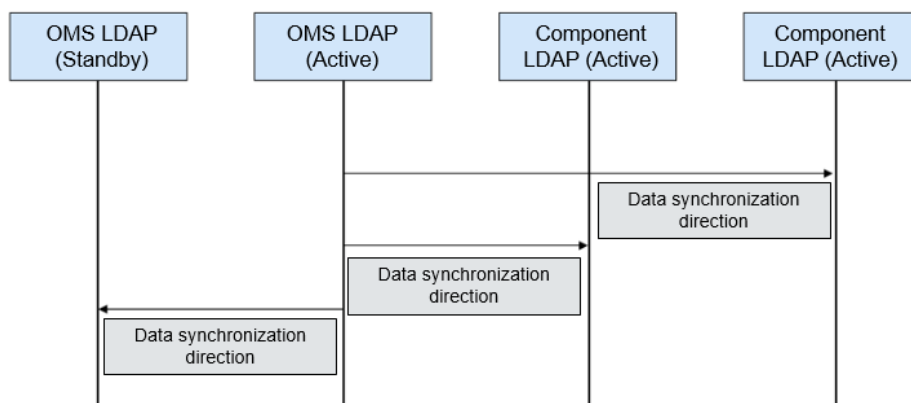 OMS LDAP
(Standby)
OMS LDAP
(Active)
Component
LDAP (Active)
Component
LDAP (Active)
Data synchronization
direction
Data synchronization
direction
Data synchronization
direction